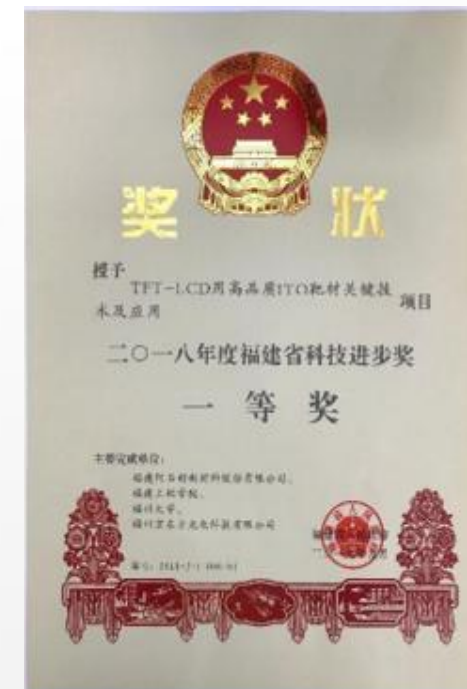 奖 状
授予
TFT-LCD用高品质ITO靶材关键技
术及应用
项目
二〇一八年度福建省科技进步奖
一 等 奖
主要完成单位：
福建阿石创新材料股份有限公司、
福建工程学院、
福州大学、
福州京东方光电科技有限公司
编号：